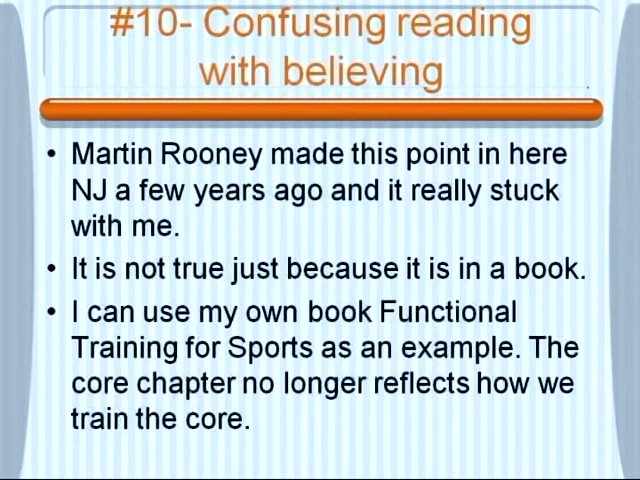 #10- Confusing reading
with believing
• Martin Rooney made this point in here
NJ a few years ago and it really stuck
with me.
• It is not true just because it is in a book.
• I can use my own book Functional
Training for Sports as an example. The
core chapter no longer reflects how we
train the core.